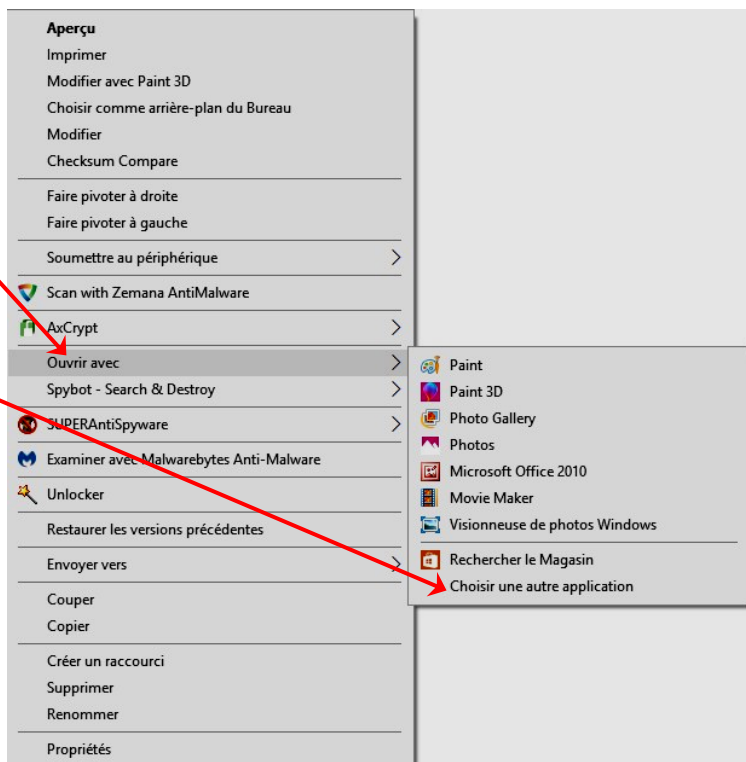 Aperçu
Imprimer
Modifier avec Paint 3D
Choisir comme arrière-plan du Bureau
Modifier
Checksum Compare
Faire pivoter à droite
Faire pivoter à gauche
Soumettre au périphérique
Scan with Zemana AntiMalware
AxCrypt
Ouvrir avec
Spybot - Search & Destroy
SUPERAntiSpyware
Examiner avec Malwarebytes Anti-Malware
Unlocker
Restaurer les versions précédentes
Envoyer vers
Couper
Copier
Créer un raccourci
Supprimer
Renommer
Propriétés
Paint
Paint 3D
Photo Gallery
Photos
Microsoft Office 2010
Movie Maker
Visionneuse de photos Windows
Rechercher le Magasin
Choisir une autre application